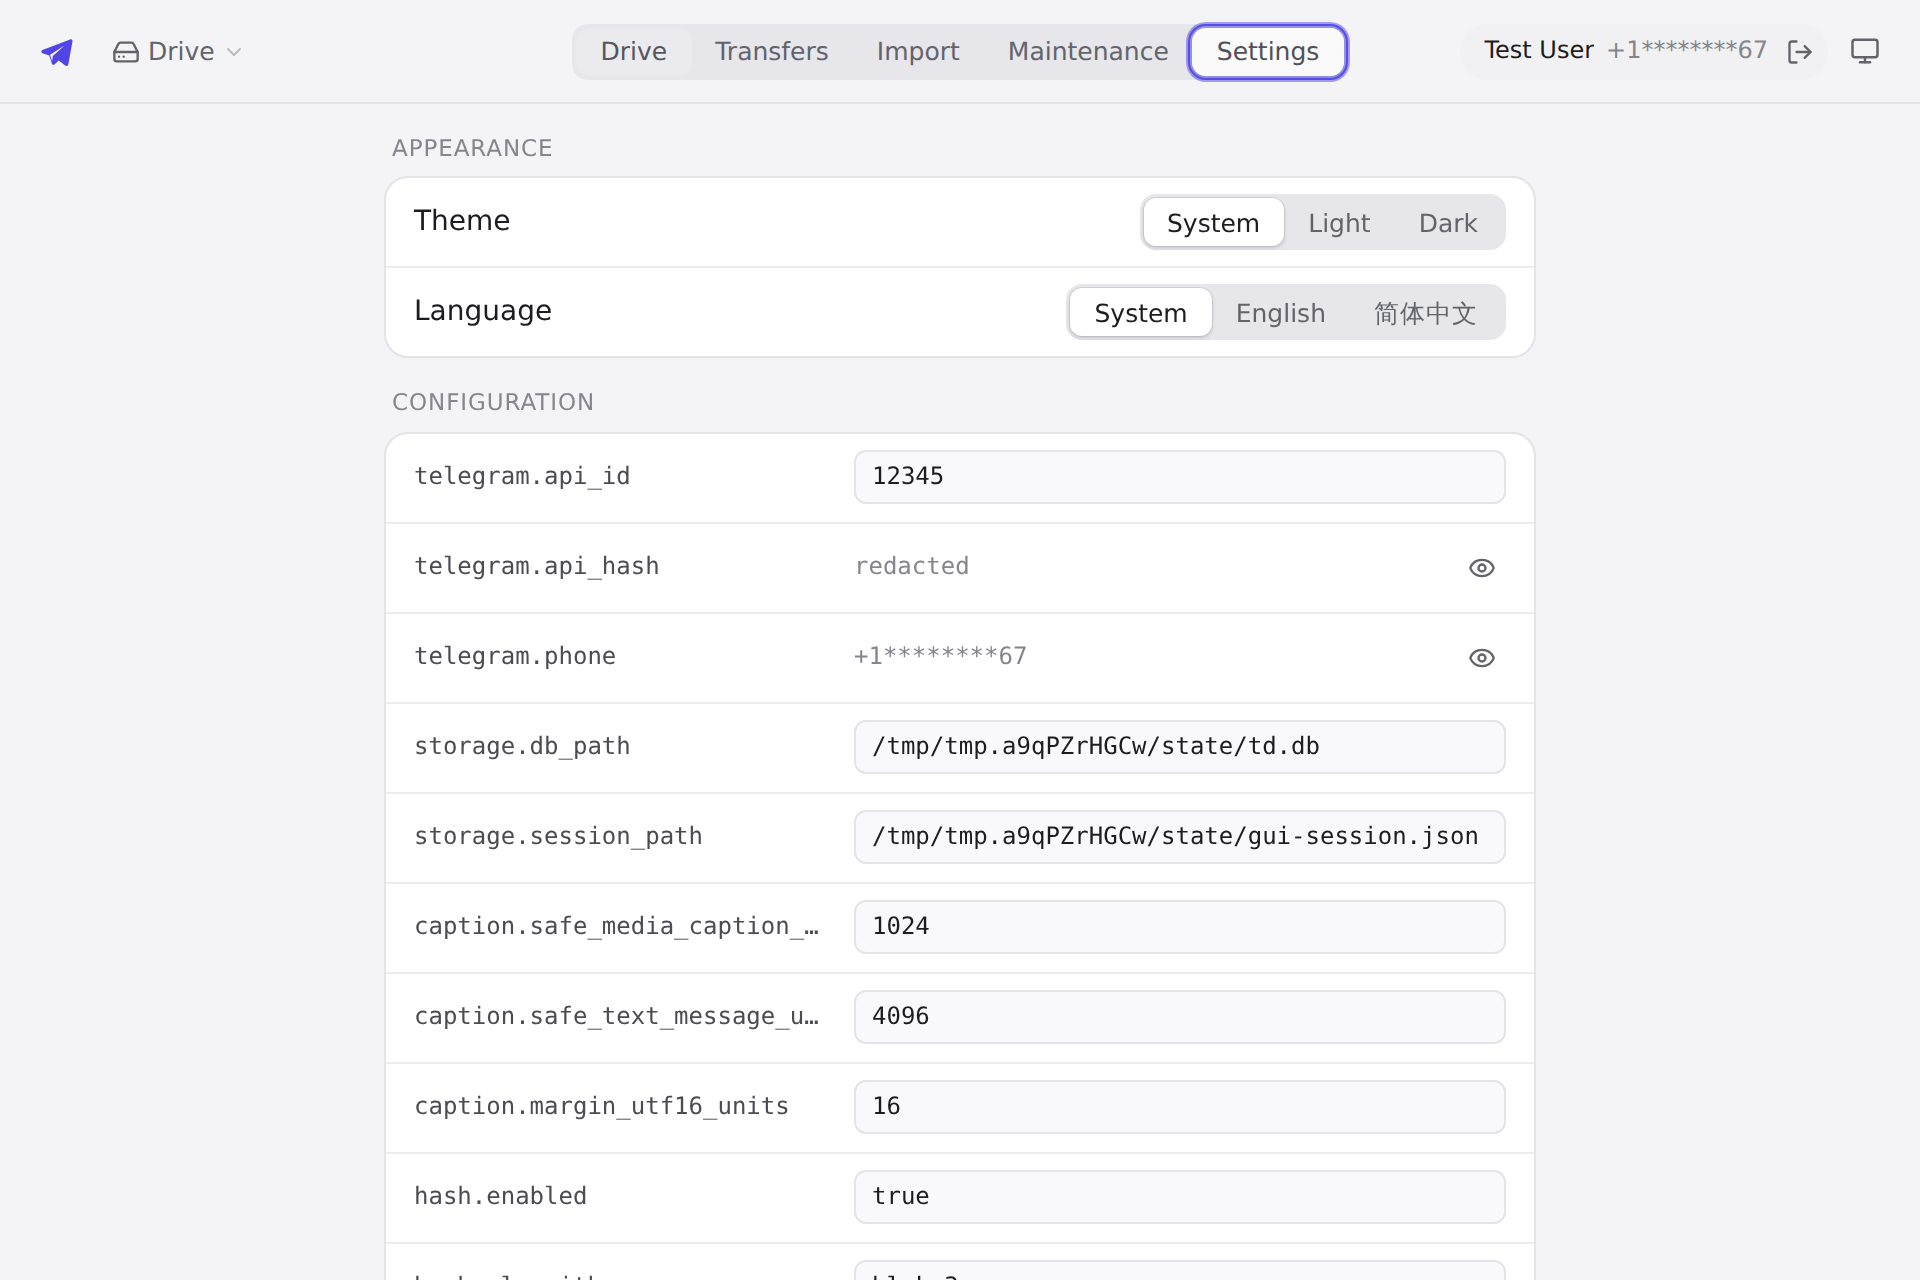 Drive
Drive Transfers Import Maintenance Settings
Test User +1********67
APPEARANCE
Theme
System Light Dark
Language
System English 简体中文
CONFIGURATION
telegram.api_id 12345
telegram.api_hash redacted
telegram.phone +1********67
storage.db_path /tmp/tmp.a9qPZrHGCw/state/td.db
storage.session_path /tmp/tmp.a9qPZrHGCw/state/gui-session.json
caption.safe_media_caption_… 1024
caption.safe_text_message_u… 4096
caption.margin_utf16_units 16
hash.enabled true